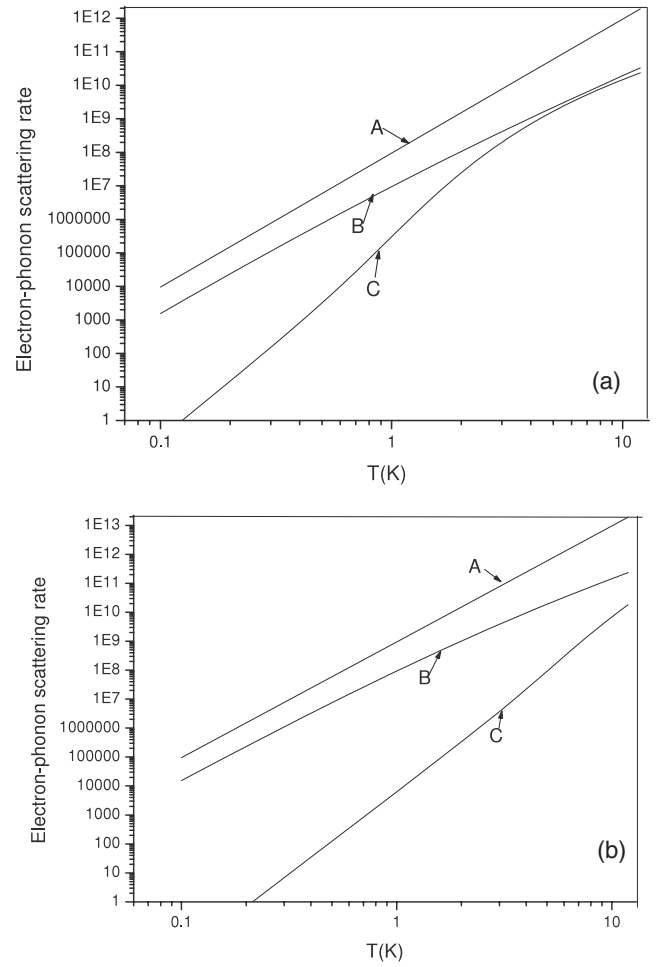 Electron-phonon scattering rate
1E12
1E11
1E10
1E9
1E8
1E7
1000000
100000
10000
1000
100
10
1
A
B
C
(a)
0.1
1
10
T(K)
Electron-phonon scattering rate
1E13
1E12
1E11
1E10
1E9
1E8
1E7
1000000
100000
10000
1000
100
10
1
A
B
C
(b)
0.1
1
10
T(K)